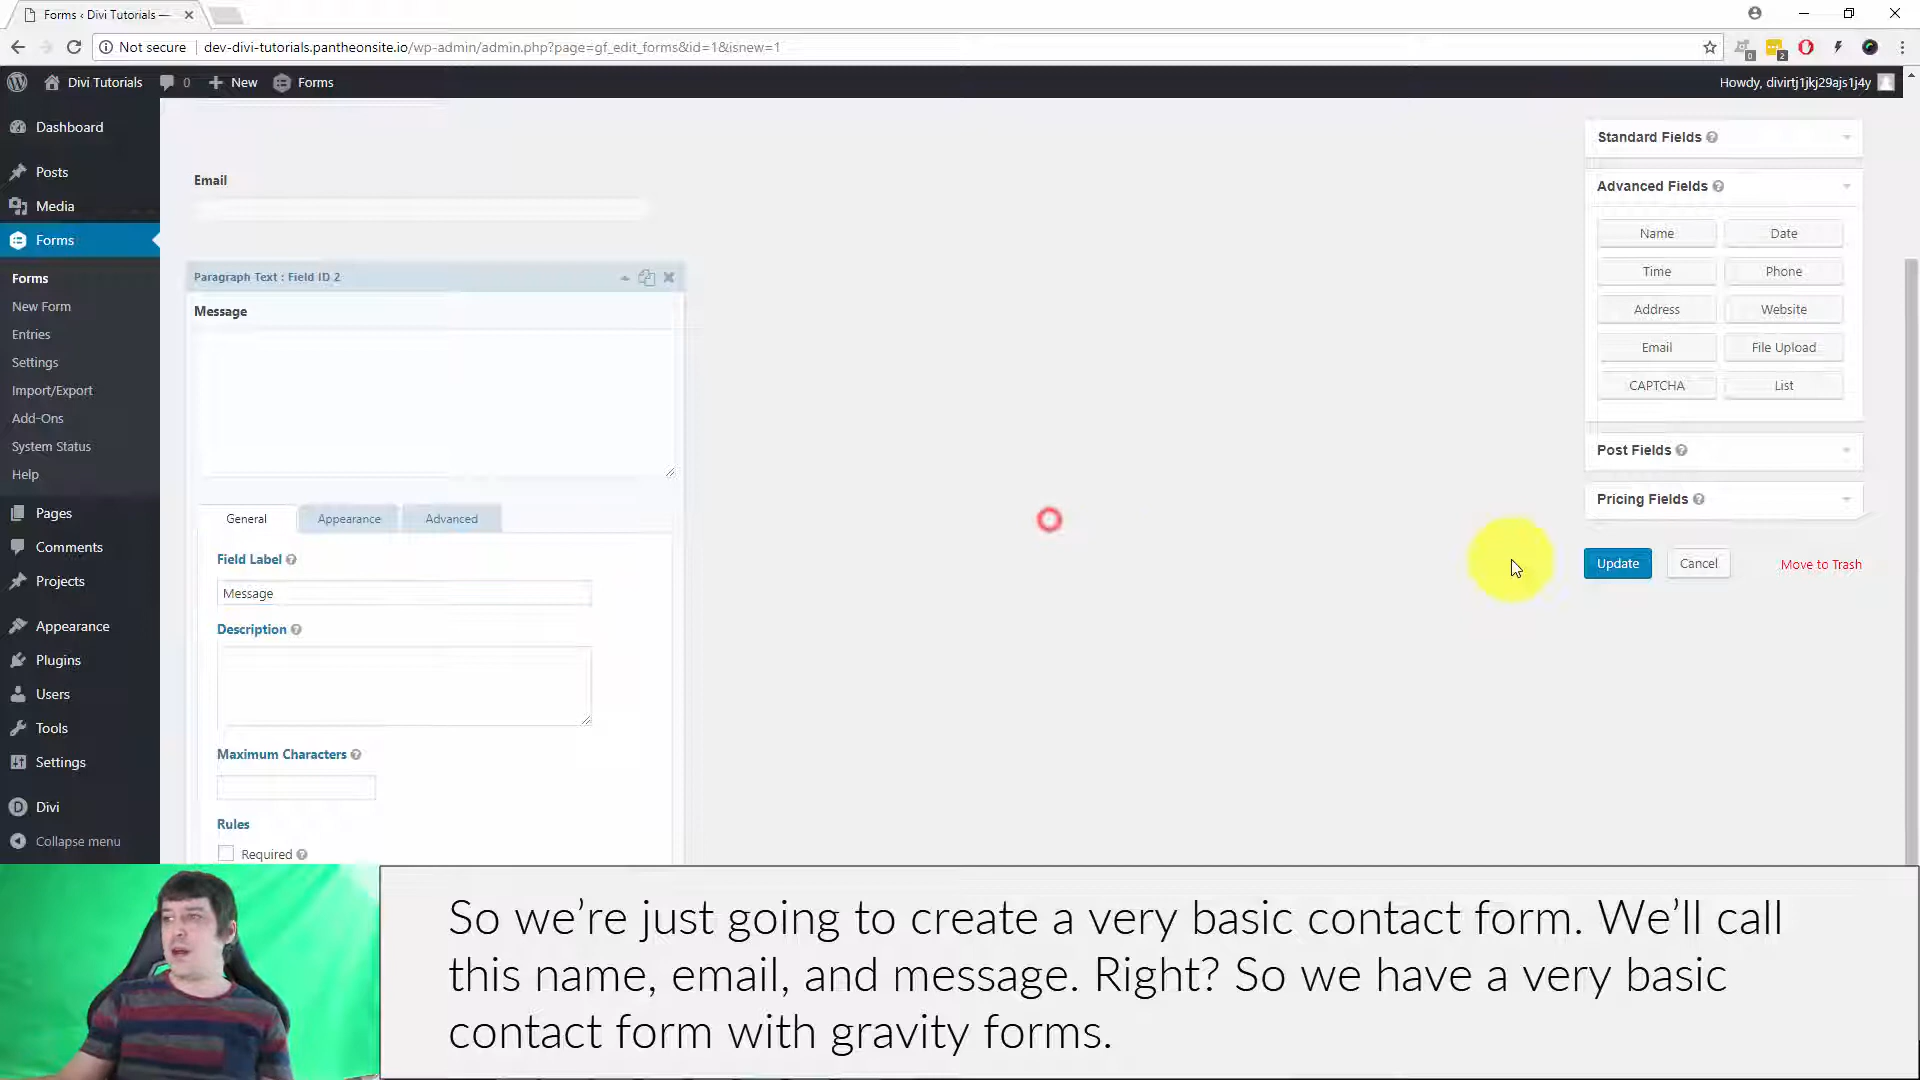 Forms ‹ Divi Tutorials —
Not secure
dev-divi-tutorials.pantheonsite.io/wp-admin/admin.php?page=gf_edit_forms&id=1&isnew=1
0
2
Divi Tutorials
0
New
Forms
Howdy, divirtj1jkj29ajs1j4y
Dashboard
Posts
Media
Forms
Forms
New Form
Entries
Settings
Import/Export
Add-Ons
System Status
Help
Pages
Comments
Projects
Appearance
Plugins
Users
Tools
Settings
Divi
Collapse menu
Email
Paragraph Text : Field ID 2
Message
General
Appearance
Advanced
Field Label
Message
Description
Maximum Characters
Rules
Required
Standard Fields
Advanced Fields
Name
Date
Time
Phone
Address
Website
Email
File Upload
CAPTCHA
List
Post Fields
Pricing Fields
Update
Cancel
Move to Trash
So we’re just going to create a very basic contact form. We’ll call
this name, email, and message. Right? So we have a very basic
contact form with gravity forms.